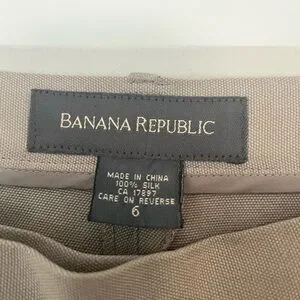 BANANA REPUBLIC
MADE IN CHINA
100% SILK
CA 17897
CARE ON REVERSE
6